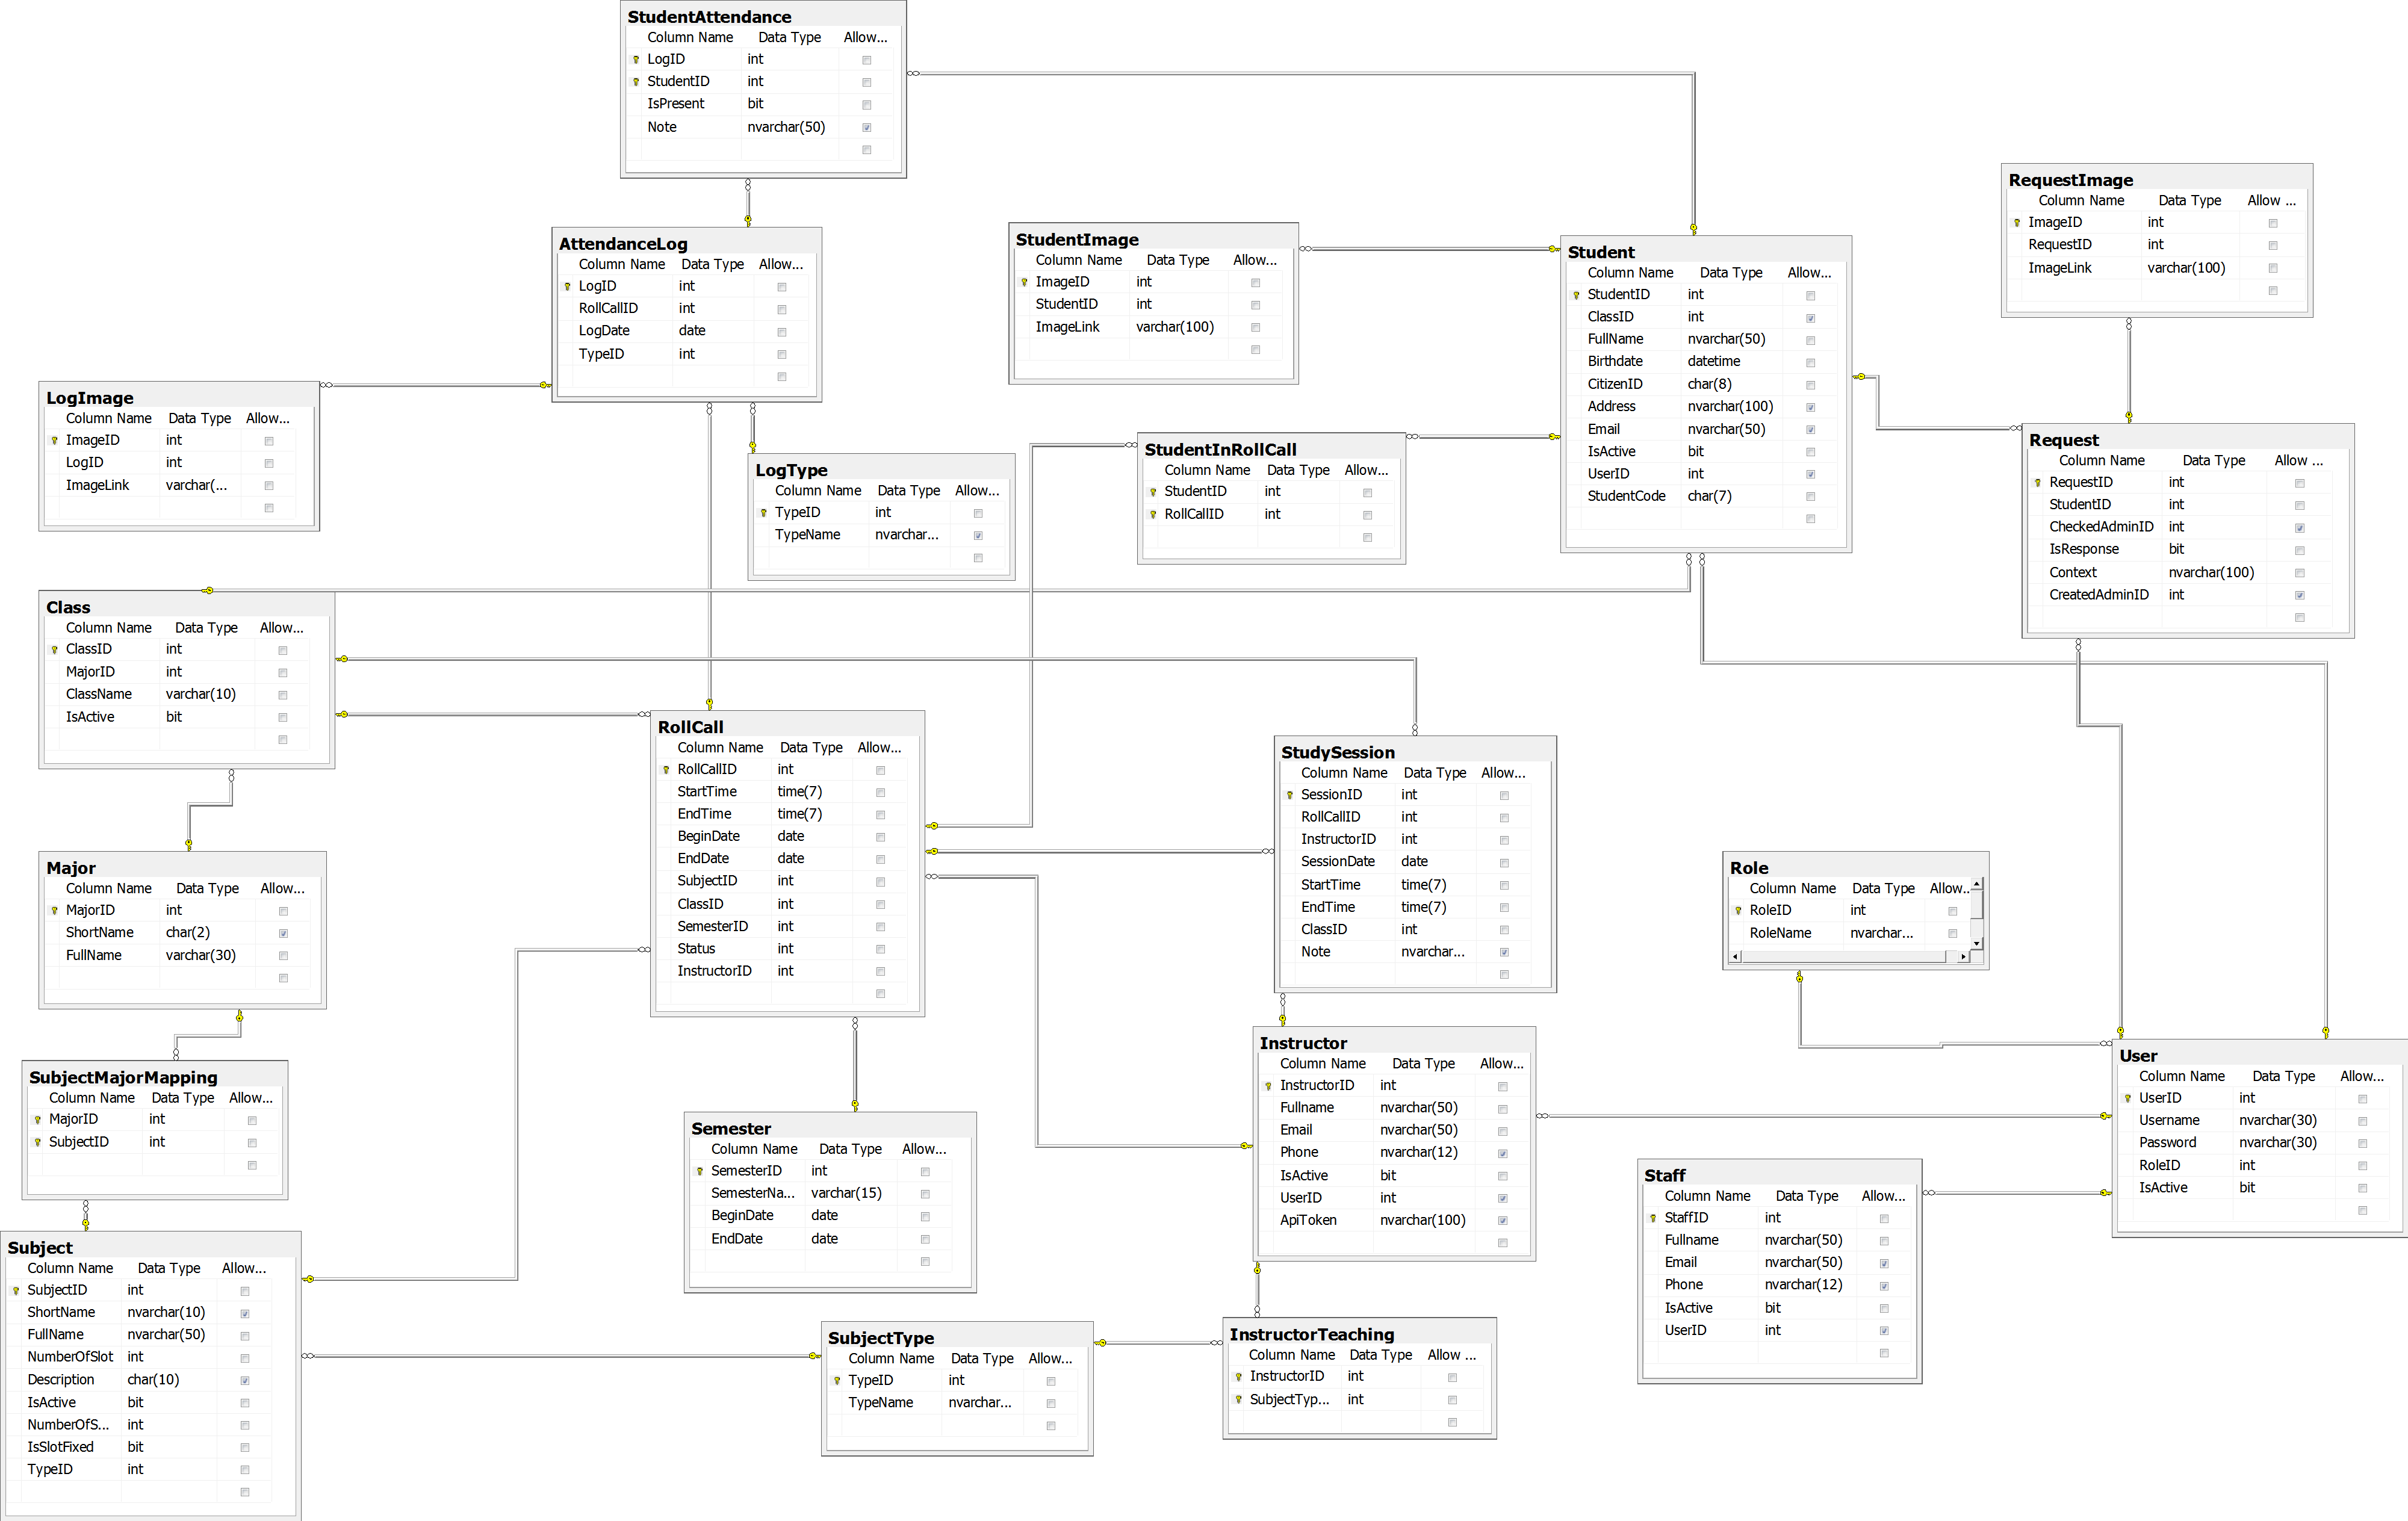 StudentAttendance
Column Name Data Type Allow...
LogID int
StudentID int
IsPresent bit
Note nvarchar(50)
AttendanceLog
Column Name Data Type Allow...
LogID int
RollCallID int
LogDate date
TypeID int
StudentImage
Column Name Data Type Allow...
ImageID int
StudentID int
ImageLink varchar(100)
Student
Column Name Data Type Allow...
StudentID int
ClassID int
FullName nvarchar(50)
Birthdate datetime
CitizenID char(8)
Address nvarchar(100)
Email nvarchar(50)
IsActive bit
UserID int
StudentCode char(7)
RequestImage
Column Name Data Type Allow ...
ImageID int
RequestID int
ImageLink varchar(100)
LogImage
Column Name Data Type Allow...
ImageID int
LogID int
ImageLink varchar(...
LogType
Column Name Data Type Allow...
TypeID int
TypeName nvarchar...
StudentInRollCall
Column Name Data Type Allow...
StudentID int
RollCallID int
Request
Column Name Data Type Allow ...
RequestID int
StudentID int
CheckedAdminID int
IsResponse bit
Context nvarchar(100)
CreatedAdminID int
Class
Column Name Data Type Allow...
ClassID int
MajorID int
ClassName varchar(10)
IsActive bit
RollCall
Column Name Data Type Allow...
RollCallID int
StartTime time(7)
EndTime time(7)
BeginDate date
EndDate date
SubjectID int
ClassID int
SemesterID int
Status int
InstructorID int
StudySession
Column Name Data Type Allow...
SessionID int
RollCallID int
InstructorID int
SessionDate date
StartTime time(7)
EndTime time(7)
ClassID int
Note nvarchar...
Major
Column Name Data Type Allow...
MajorID int
ShortName char(2)
FullName varchar(30)
Role
Column Name Data Type Allow..
RoleID int
RoleName nvarchar...
SubjectMajorMapping
Column Name Data Type Allow...
MajorID int
SubjectID int
Semester
Column Name Data Type Allow...
SemesterID int
SemesterNa... varchar(15)
BeginDate date
EndDate date
Instructor
Column Name Data Type Allow...
InstructorID int
Fullname nvarchar(50)
Email nvarchar(50)
Phone nvarchar(12)
IsActive bit
UserID int
ApiToken nvarchar(100)
User
Column Name Data Type Allow...
UserID int
Username nvarchar(30)
Password nvarchar(30)
RoleID int
IsActive bit
Staff
Column Name Data Type Allow...
StaffID int
Fullname nvarchar(50)
Email nvarchar(50)
Phone nvarchar(12)
IsActive bit
UserID int
Subject
Column Name Data Type Allow...
SubjectID int
ShortName nvarchar(10)
FullName nvarchar(50)
NumberOfSlot int
Description char(10)
IsActive bit
NumberOfS... int
IsSlotFixed bit
TypeID int
SubjectType
Column Name Data Type Allow...
TypeID int
TypeName nvarchar...
InstructorTeaching
Column Name Data Type Allow ...
InstructorID int
SubjectTyp... int